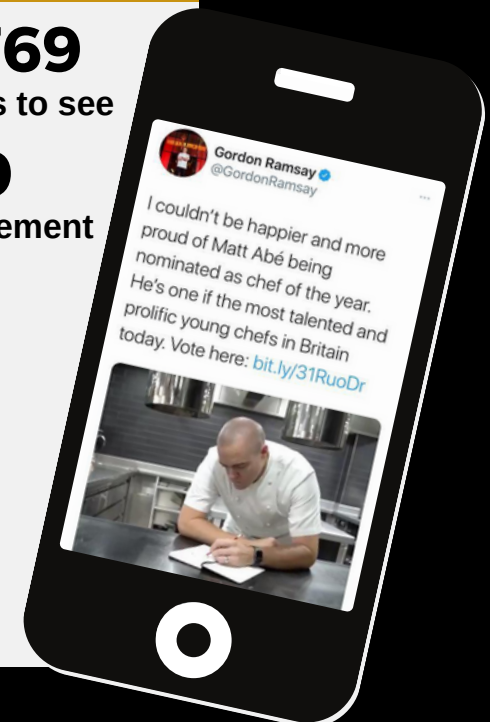 69
s to see
ement
Gordon Ramsay
@GordonRamsay
I couldn't be happier and more
proud of Matt Abé being
nominated as chef of the year.
He's one if the most talented and
prolific young chefs in Britain
today. Vote here: bit.ly/31RuoDr